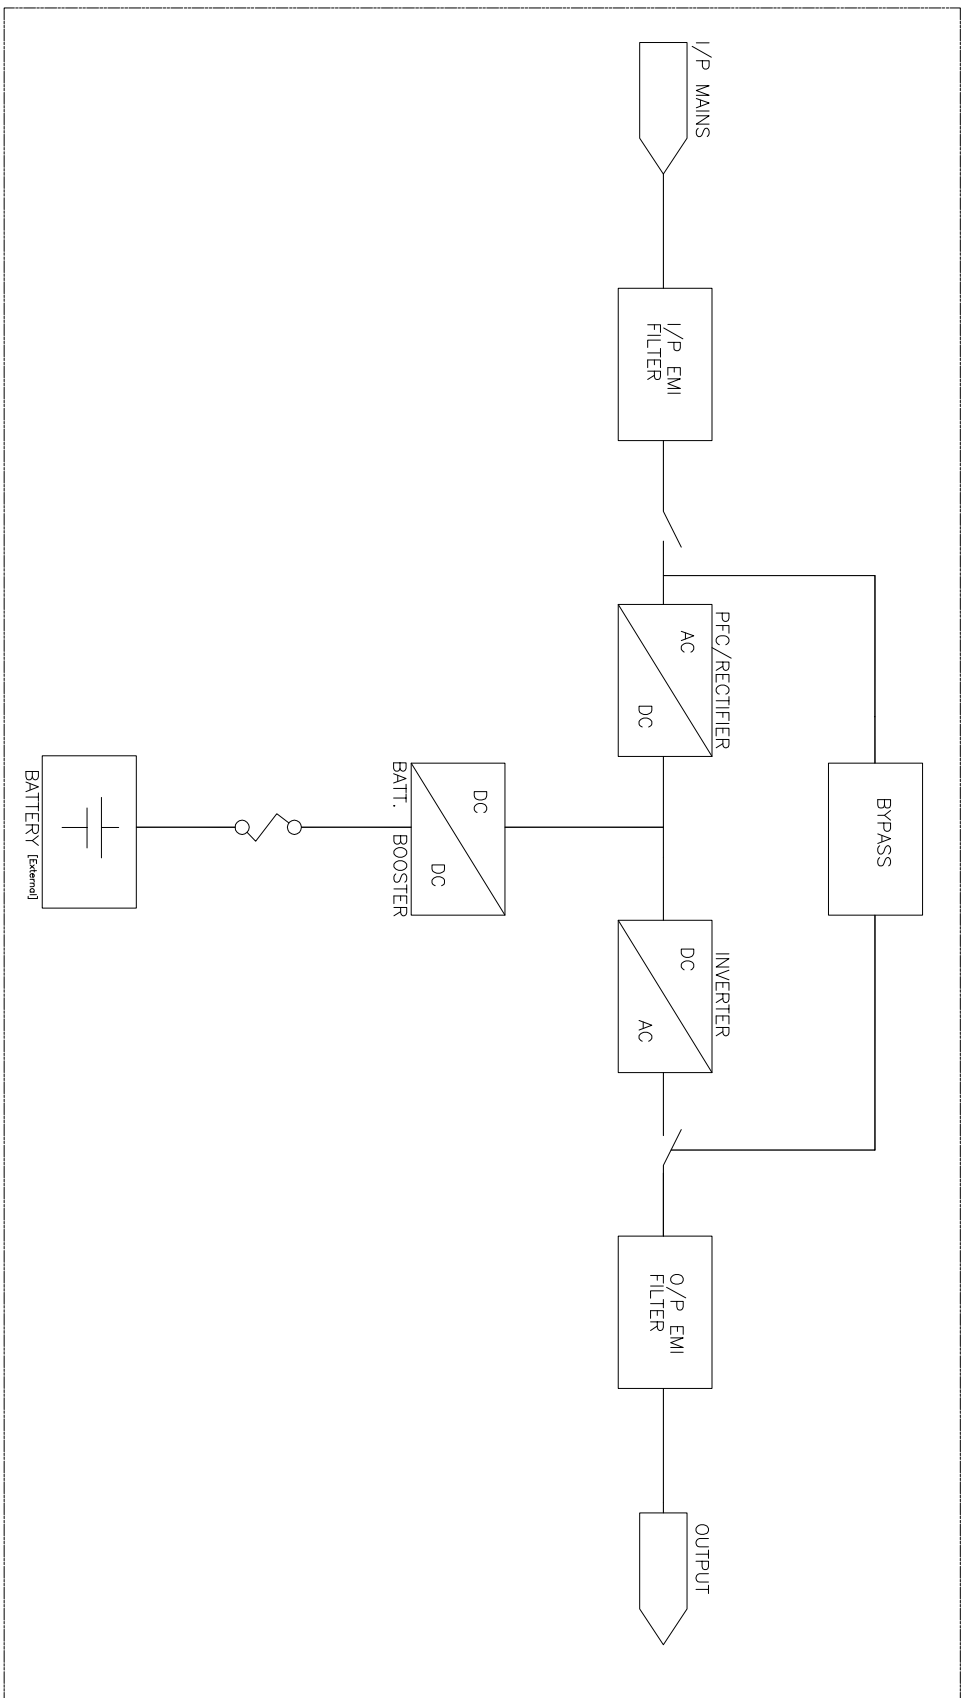 I/P MAINS
I/P EMI
FILTER
PFC/RECTIFIER
AC
DC
BYPASS
INVERTER
DC
AC
O/P EMI
FILTER
OUTPUT
DC
DC
BATT. BOOSTER
BATTERY [External]